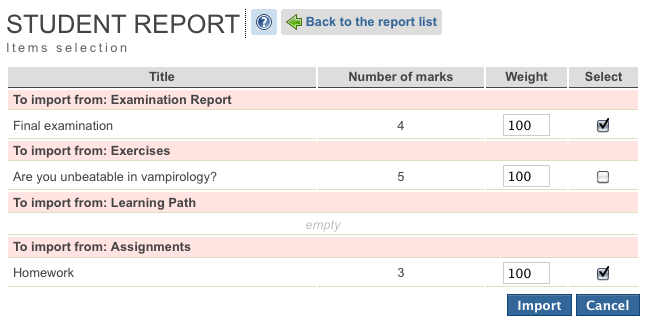 STUDENT REPORT ? Back to the report list
Items selection
Title Number of marks Weight Select
To import from: Examination Report
Final examination 4 100
To import from: Exercises
Are you unbeatable in vampirology? 5 100
To import from: Learning Path
empty
To import from: Assignments
Homework 3 100
Import Cancel